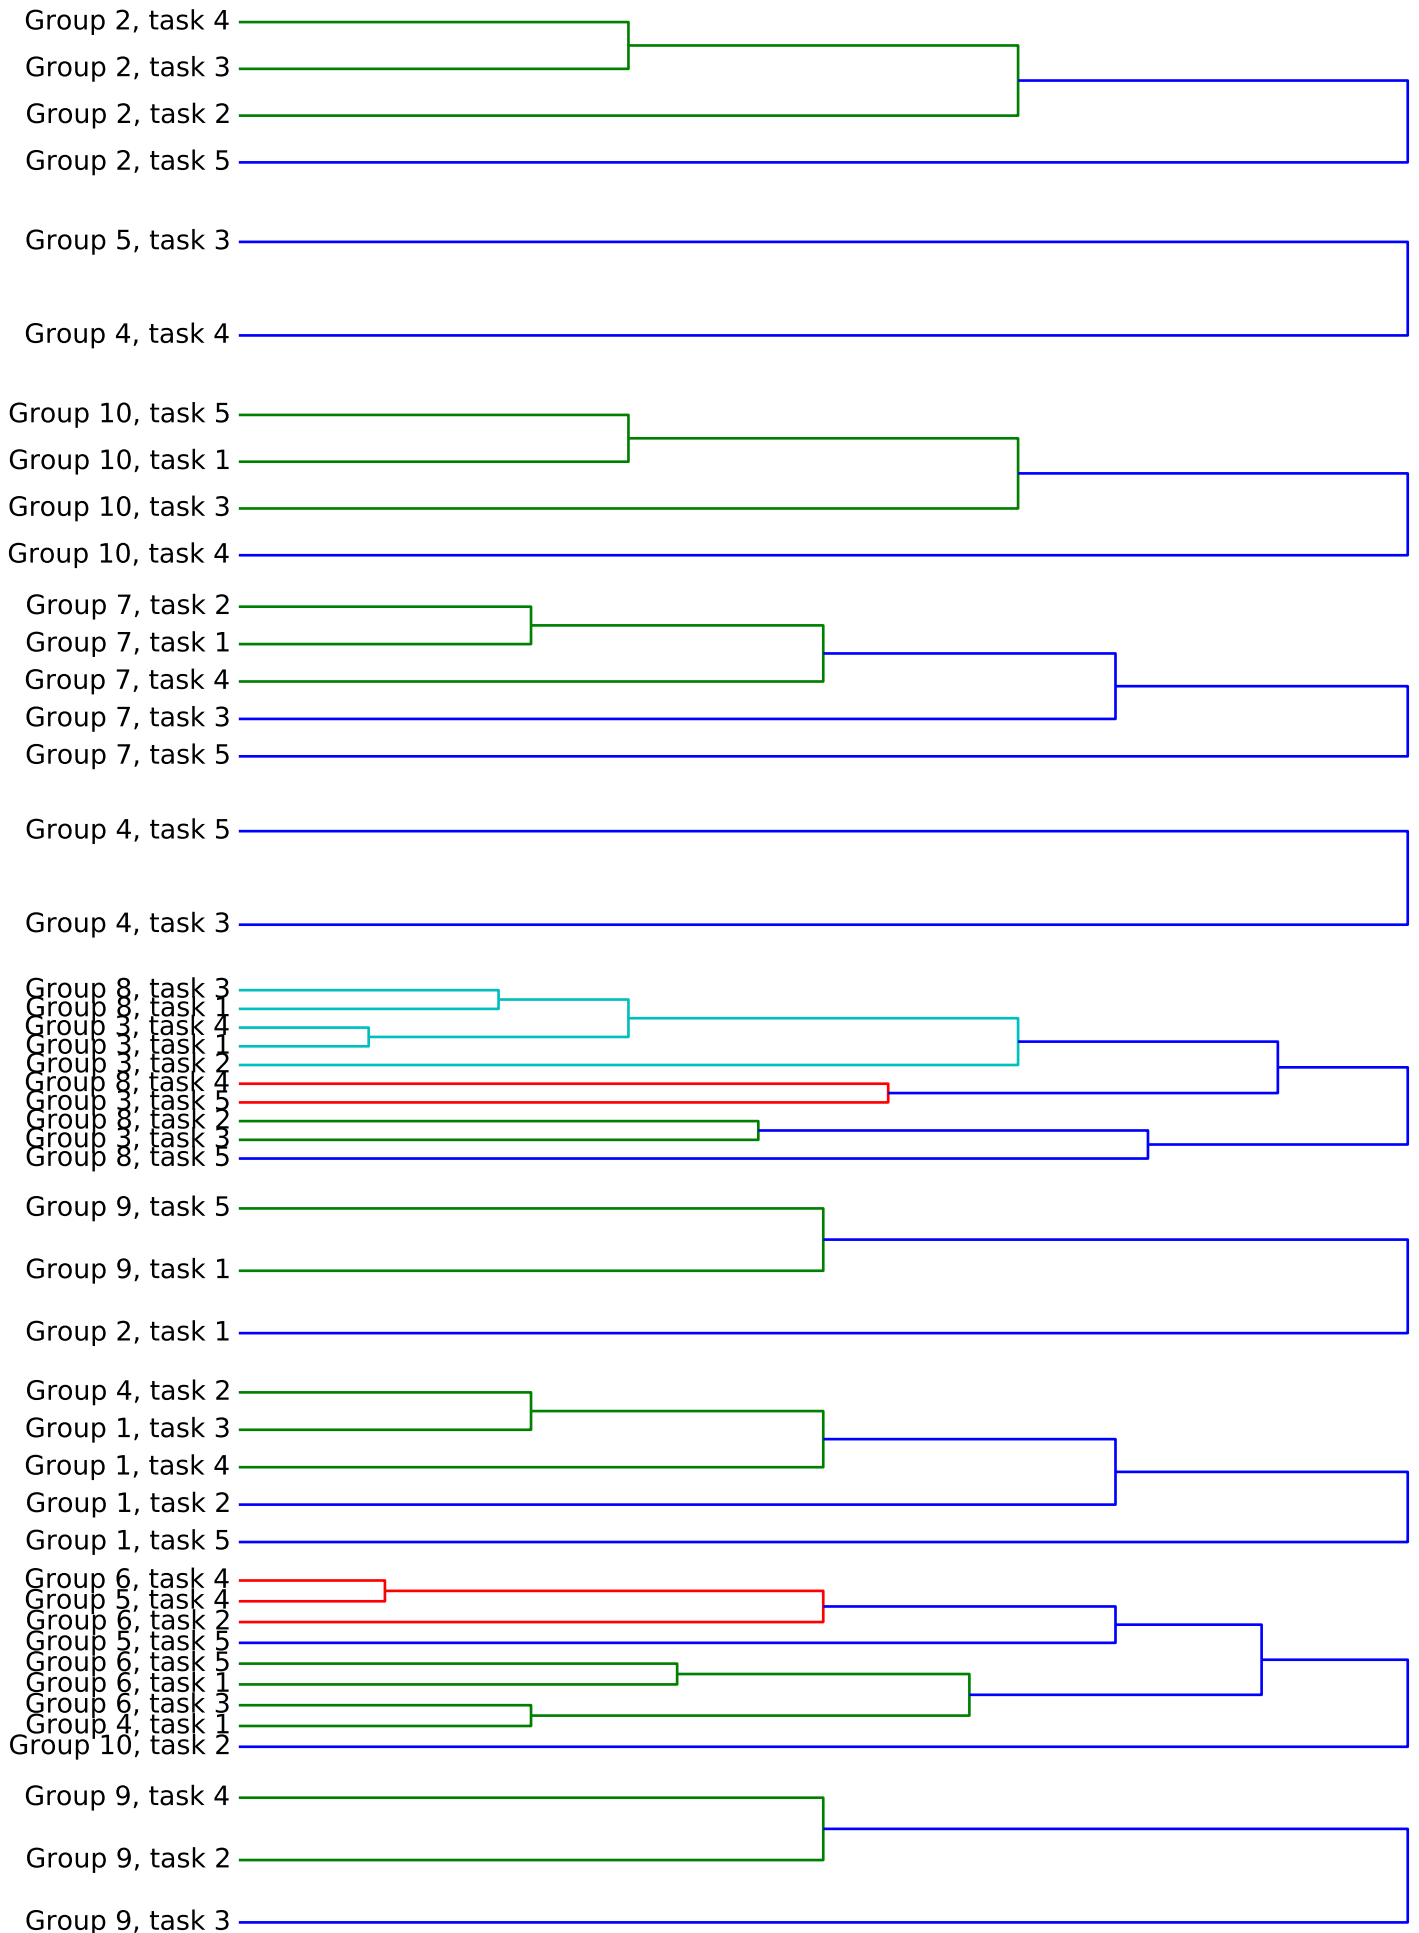 Group 2, task 4
Group 2, task 3
Group 2, task 2
Group 2, task 5
Group 5, task 3
Group 4, task 4
Group 10, task 5
Group 10, task 1
Group 10, task 3
Group 10, task 4
Group 7, task 2
Group 7, task 1
Group 7, task 4
Group 7, task 3
Group 7, task 5
Group 4, task 5
Group 4, task 3
Group 8, task 3
Group 8, task 1
Group 3, task 4
Group 3, task 1
Group 3, task 2
Group 8, task 4
Group 3, task 5
Group 8, task 2
Group 3, task 3
Group 8, task 5
Group 9, task 5
Group 9, task 1
Group 2, task 1
Group 4, task 2
Group 1, task 3
Group 1, task 4
Group 1, task 2
Group 1, task 5
Group 6, task 4
Group 5, task 4
Group 6, task 2
Group 5, task 5
Group 6, task 5
Group 6, task 1
Group 6, task 3
Group 4, task 1
Group 10, task 2
Group 9, task 4
Group 9, task 2
Group 9, task 3